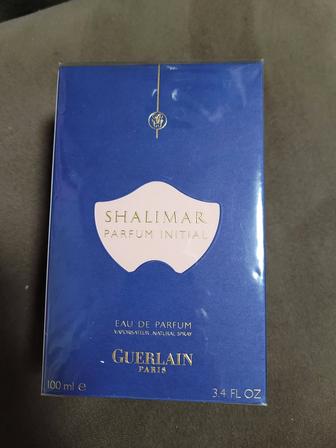 SHALIMAR
PARFUM INITIAL
EAU DE PARFUM
VAPORISATEUR NATURAL SPRAY
GUERLAIN
PARIS
100 ml ℮
3.4 FL OZ